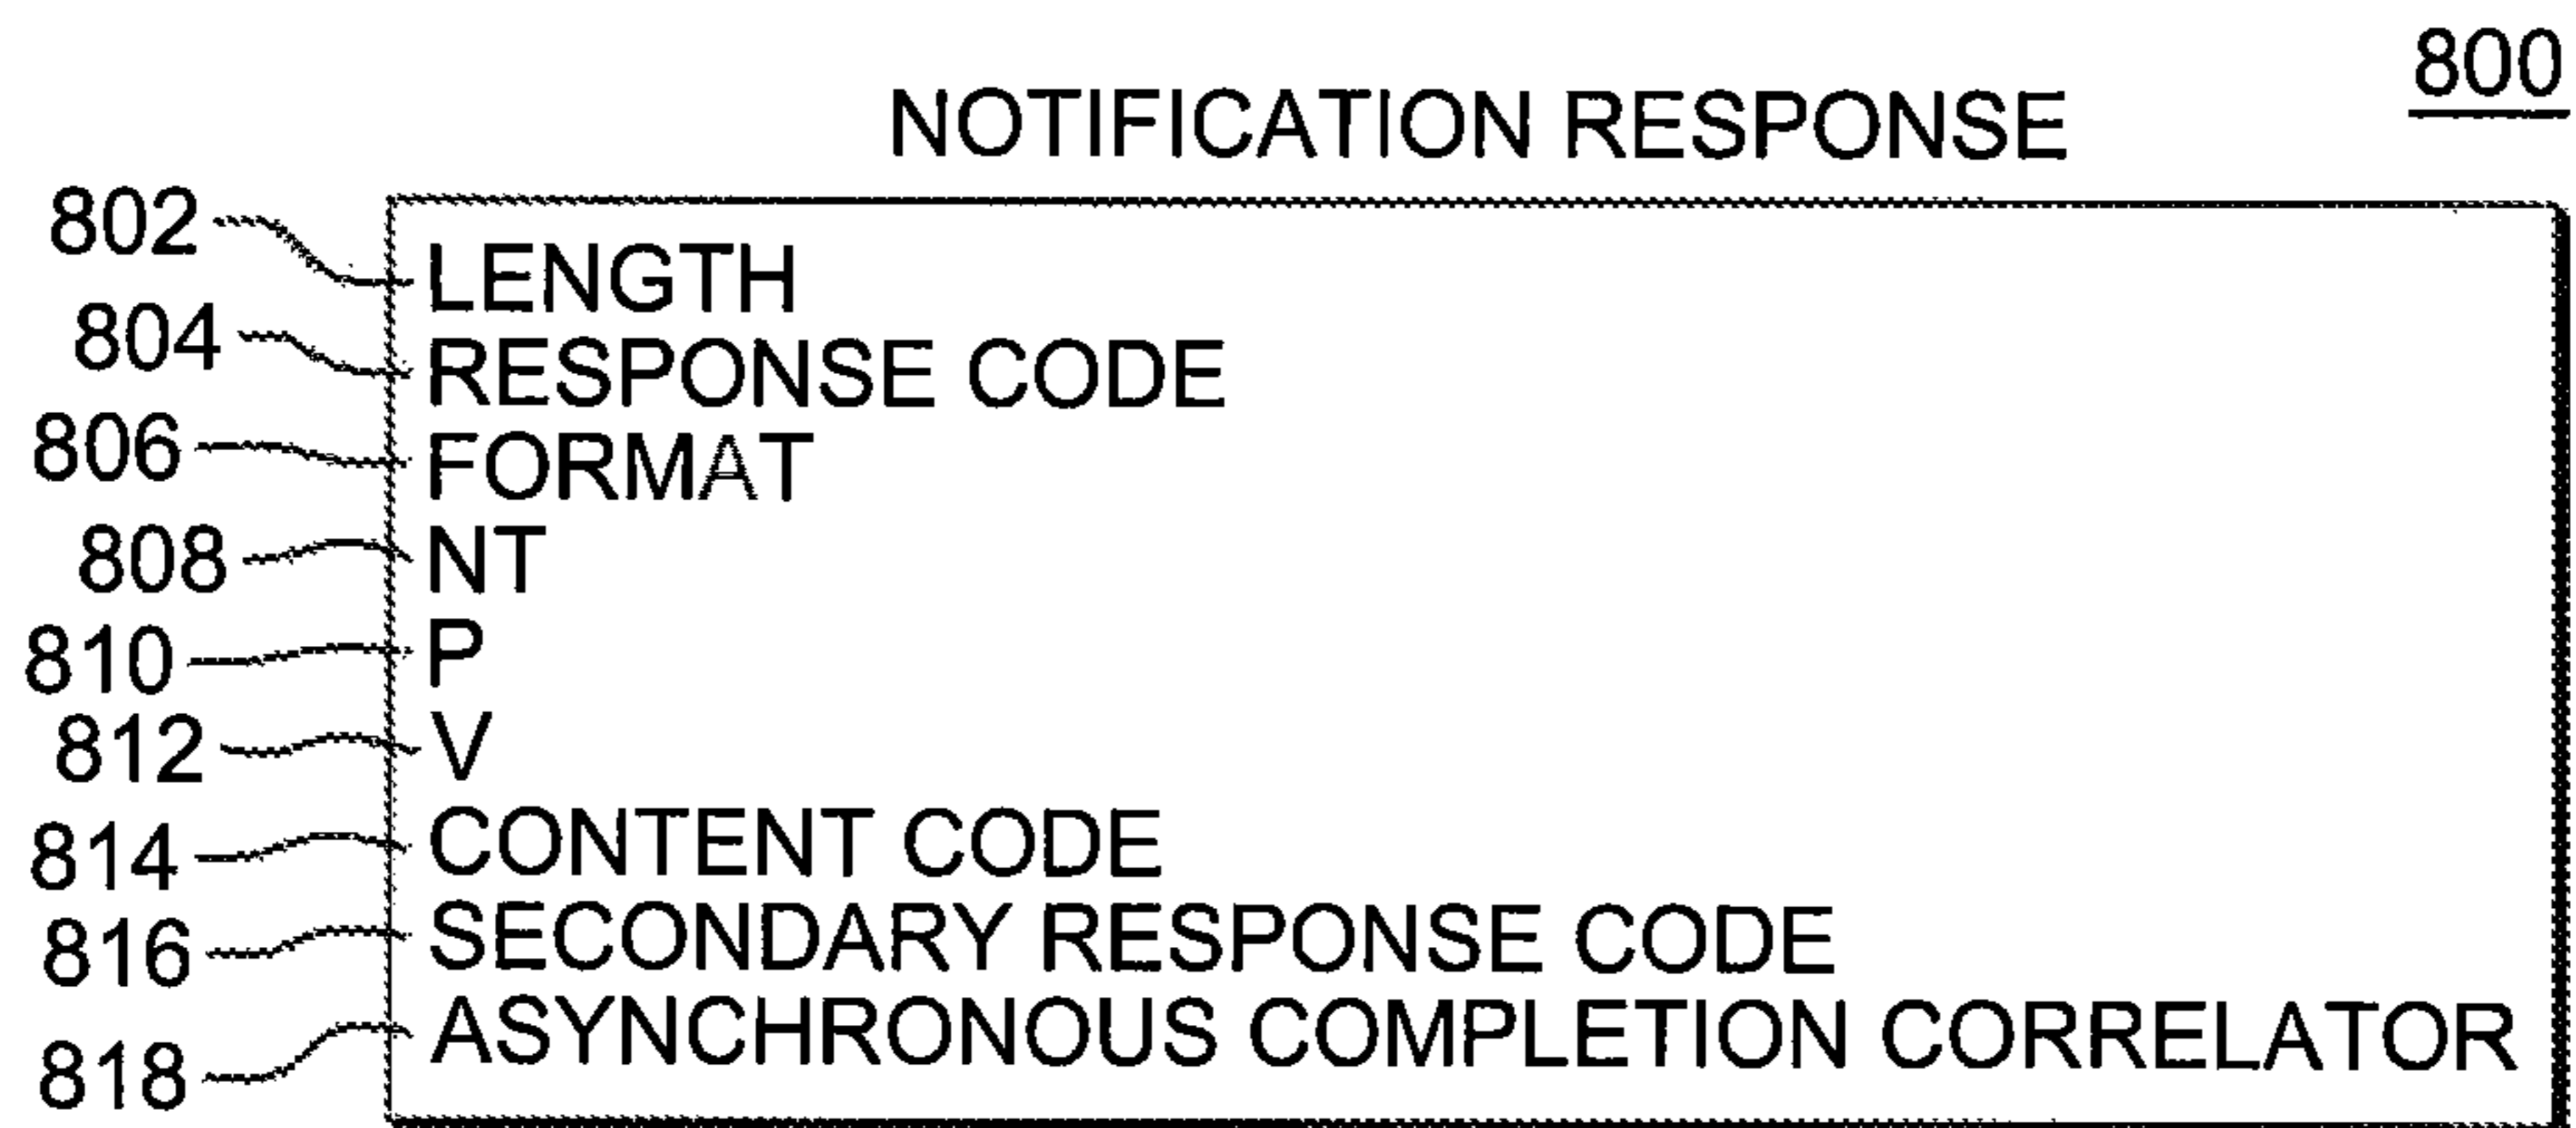 800
NOTIFICATION RESPONSE
802 LENGTH
804 RESPONSE CODE
806 FORMAT
808 NT
810 P
812 V
814 CONTENT CODE
816 SECONDARY RESPONSE CODE
818 ASYNCHRONOUS COMPLETION CORRELATOR